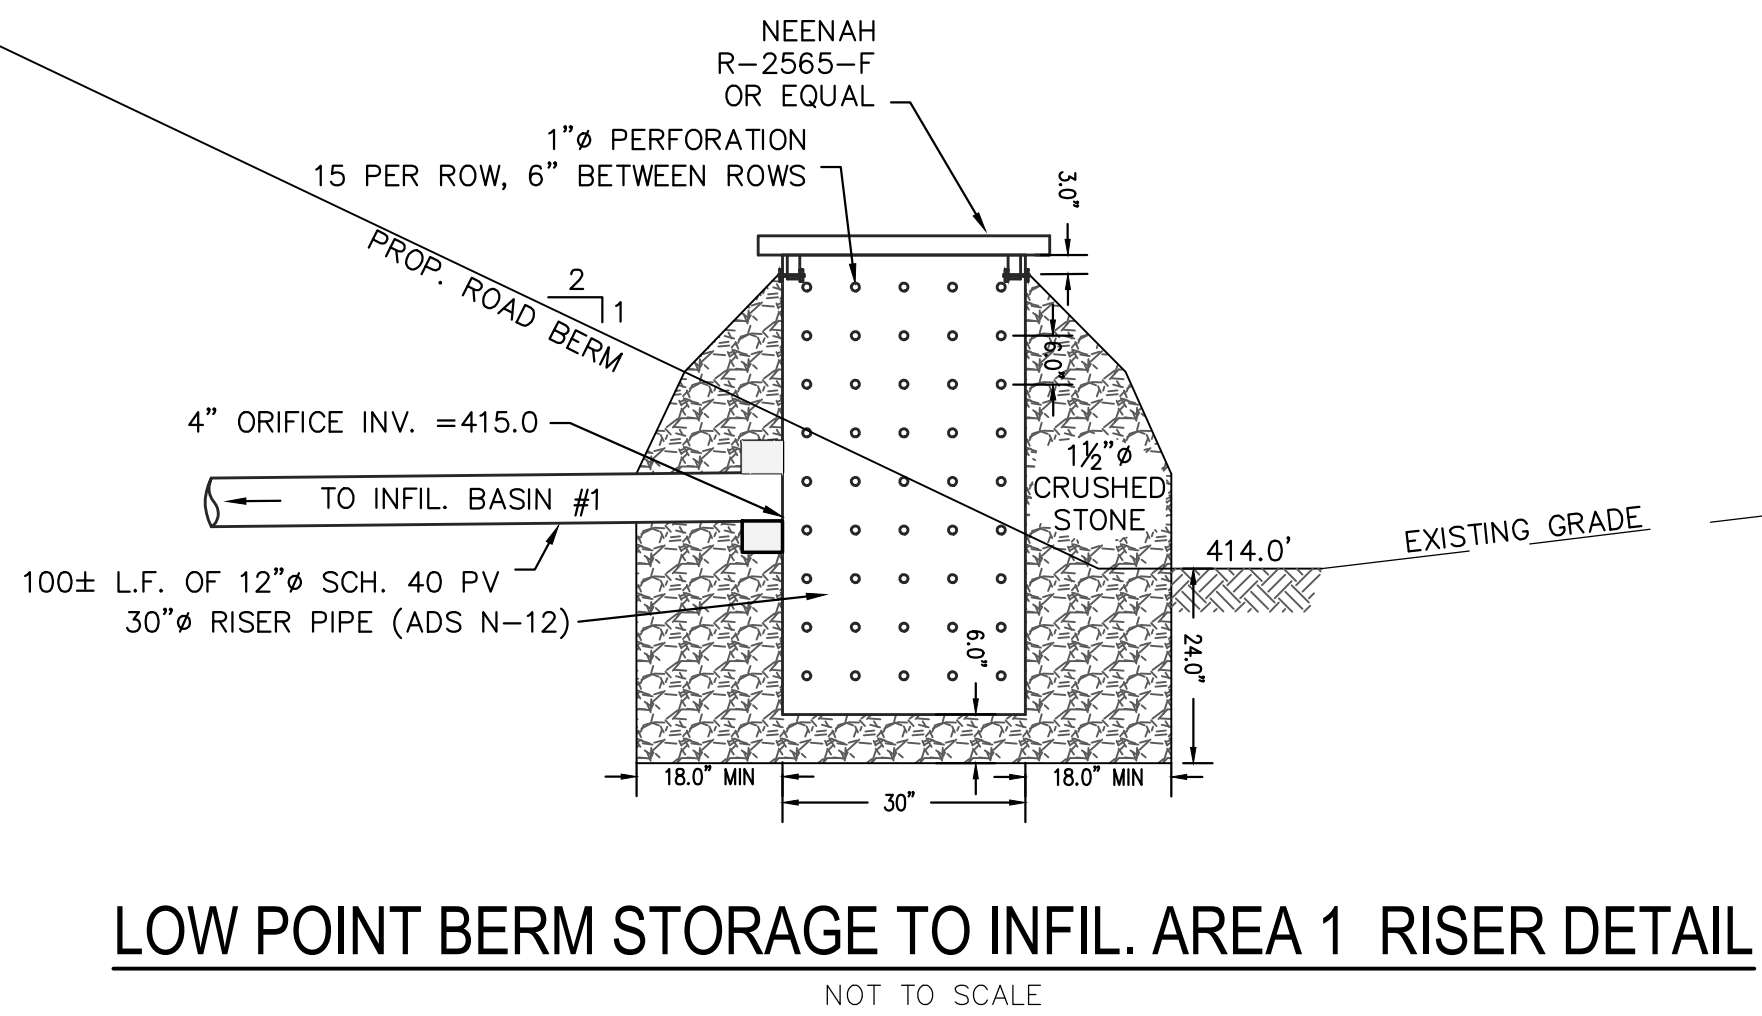 NEENAH
R-2565-F
OR EQUAL
1"ø PERFORATION
15 PER ROW, 6" BETWEEN ROWS
3.0"
PROP. ROAD BERM
2
1
6.0"
4" ORIFICE INV. =415.0
1½"ø
CRUSHED
STONE
TO INFIL. BASIN #1
414.0'
EXISTING GRADE
100± L.F. OF 12"ø SCH. 40 PV
30"ø RISER PIPE (ADS N-12)
6.0"
24.0"
18.0" MIN
18.0" MIN
30"
LOW POINT BERM STORAGE TO INFIL. AREA 1 RISER DETAIL
NOT TO SCALE